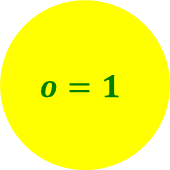 o = 1